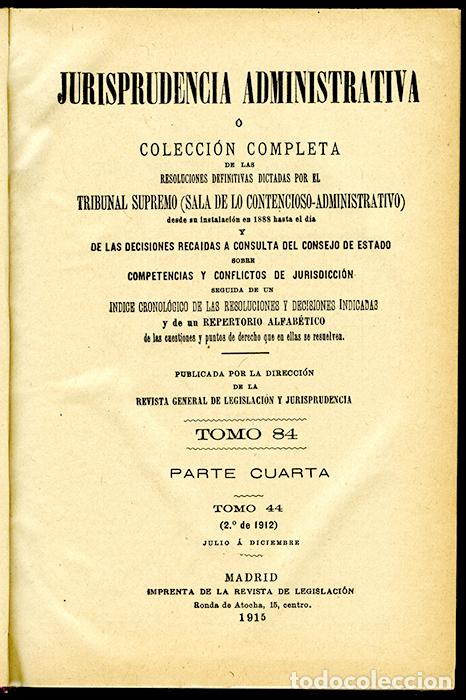 JURISPRUDENCIA ADMINISTRATIVA
Ó
COLECCIÓN COMPLETA
DE LAS
RESOLUCIONES DEFINITIVAS DICTADAS POR EL
TRIBUNAL SUPREMO (SALA DE LO CONTENCIOSO-ADMINISTRATIVO)
desde su instalación en 1888 hasta el día
Y
DE LAS DECISIONES RECAIDAS A CONSULTA DEL CONSEJO DE ESTADO
SOBRE
COMPETENCIAS Y CONFLICTOS DE JURISDICCIÓN
SEGUIDA DE UN
INDICE CRONOLÓGICO DE LAS RESOLUCIONES Y DECISIONES INDICADAS
y de un REPERTORIO ALFABÉTICO
de las cuestiones y puntos de derecho que en ellas se resuelven.
PUBLICADA POR LA DIRECCIÓN
DE LA
REVISTA GENERAL DE LEGISLACIÓN Y JURISPRUDENCIA
TOMO 84
PARTE CUARTA
TOMO 44
(2.º de 1912)
JULIO Á DICIEMBRE
MADRID
IMPRENTA DE LA REVISTA DE LEGISLACIÓN
Ronda de Atocha, 15, centro.
1915
todocoleccion